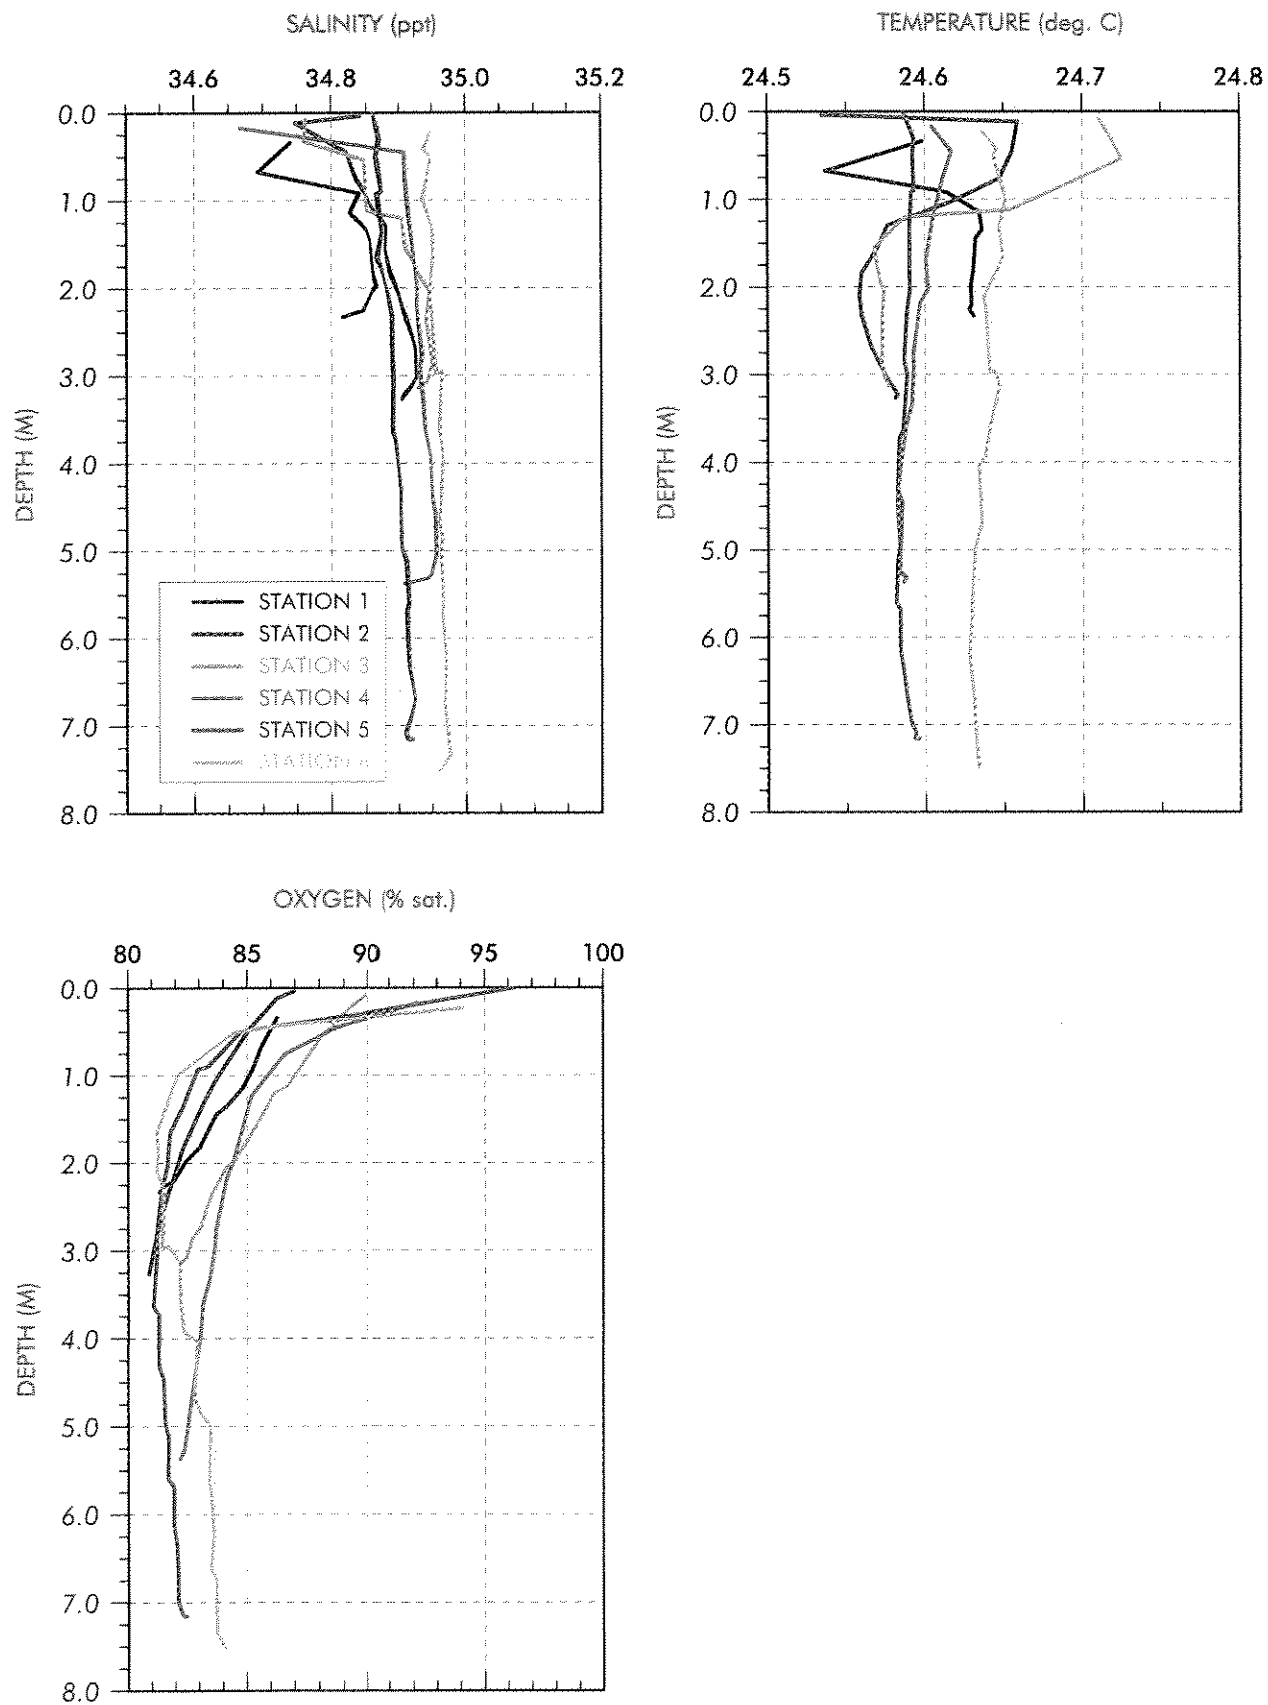 SALINITY (ppt)
34.6 34.8 35.0 35.2
0.0
1.0
2.0
3.0
4.0
5.0
6.0
7.0
8.0
DEPTH (M)
STATION 1
STATION 2
STATION 3
STATION 4
STATION 5
STATION 6
TEMPERATURE (deg. C)
24.5 24.6 24.7 24.8
0.0
1.0
2.0
3.0
4.0
5.0
6.0
7.0
8.0
DEPTH (M)
OXYGEN (% sat.)
80 85 90 95 100
0.0
1.0
2.0
3.0
4.0
5.0
6.0
7.0
8.0
DEPTH (M)